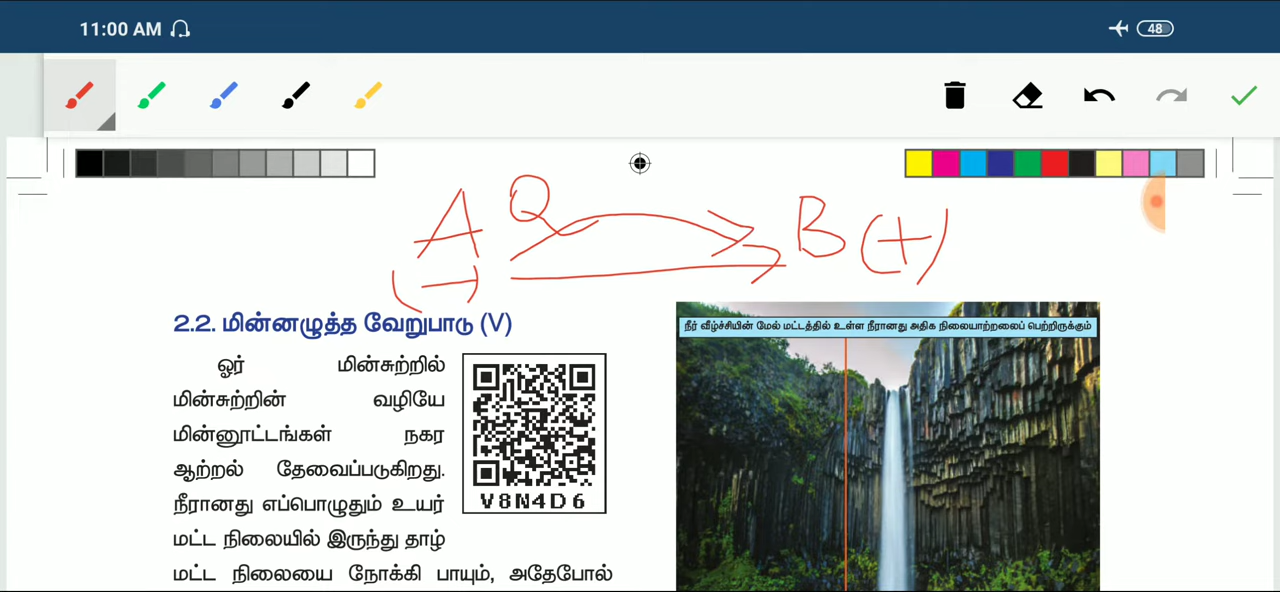 11:00 AM
48
A Q B (+)
(-)
2.2. மின்னழுத்த வேறுபாடு (V)
ஓர் மின்சுற்றில்
மின்சுற்றின் வழியே
மின்னூட்டங்கள் நகர
ஆற்றல் தேவைப்படுகிறது.
நீரானது எப்பொழுதும் உயர்
மட்ட நிலையில் இருந்து தாழ்
மட்ட நிலையை நோக்கி பாயும், அதேபோல்
V8N4D6
நீர் வீழ்ச்சியின் மேல் மட்டத்தில் உள்ள நீரானது அதிக நிலையாற்றலைப் பெற்றிருக்கும்